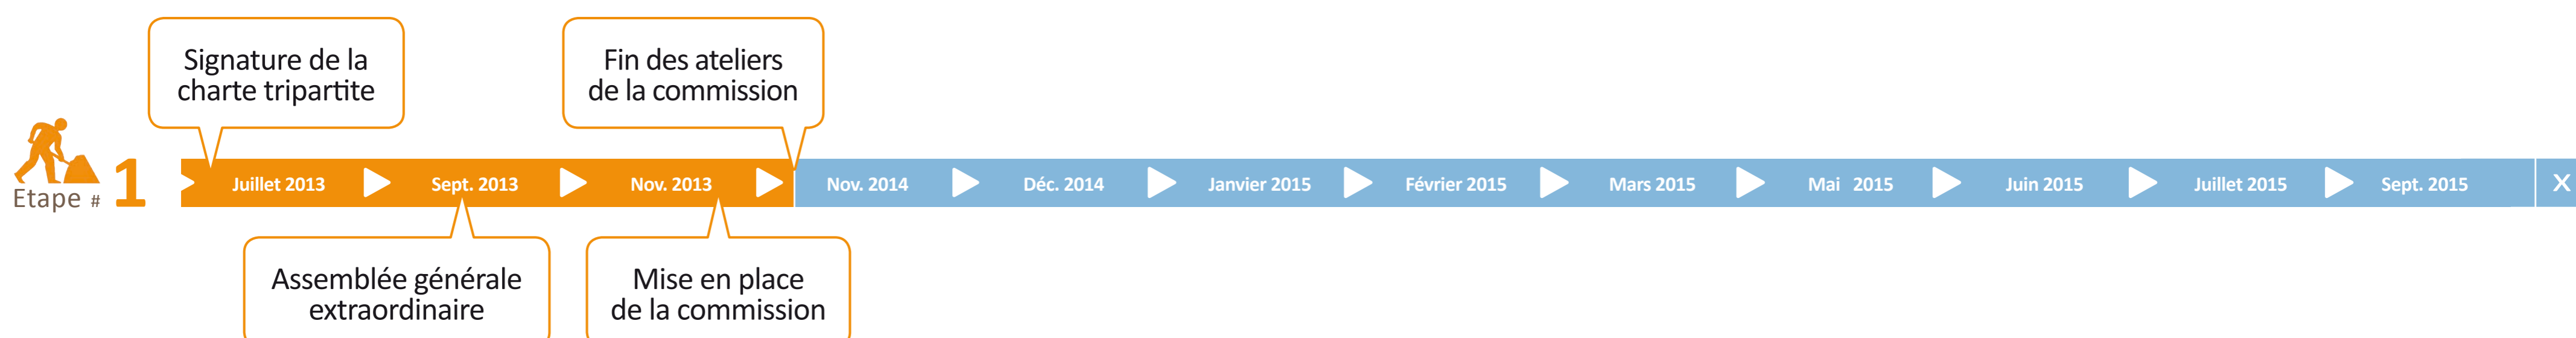 Signature de la
charte tripartite
Fin des ateliers
de la commission
Etape # 1
Juillet 2013
Sept. 2013
Nov. 2013
Nov. 2014
Déc. 2014
Janvier 2015
Février 2015
Mars 2015
Mai 2015
Juin 2015
Juillet 2015
Sept. 2015
X
Assemblée générale
extraordinaire
Mise en place
de la commission